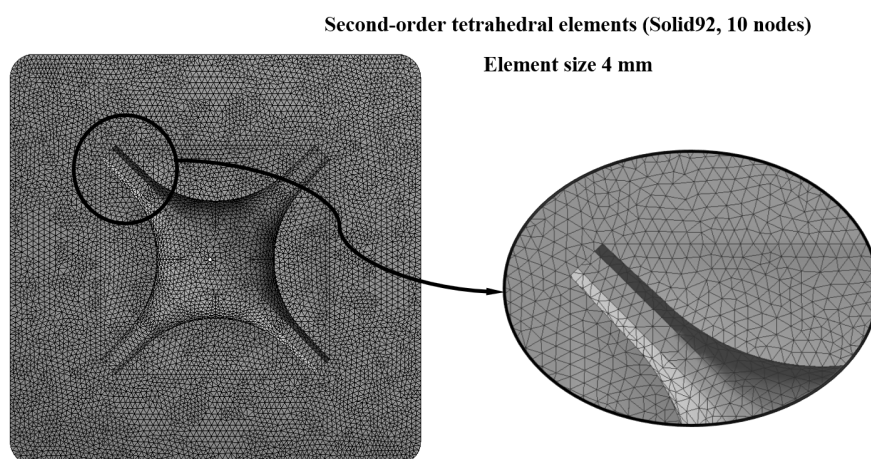 Second-order tetrahedral elements (Solid92, 10 nodes)
Element size 4 mm